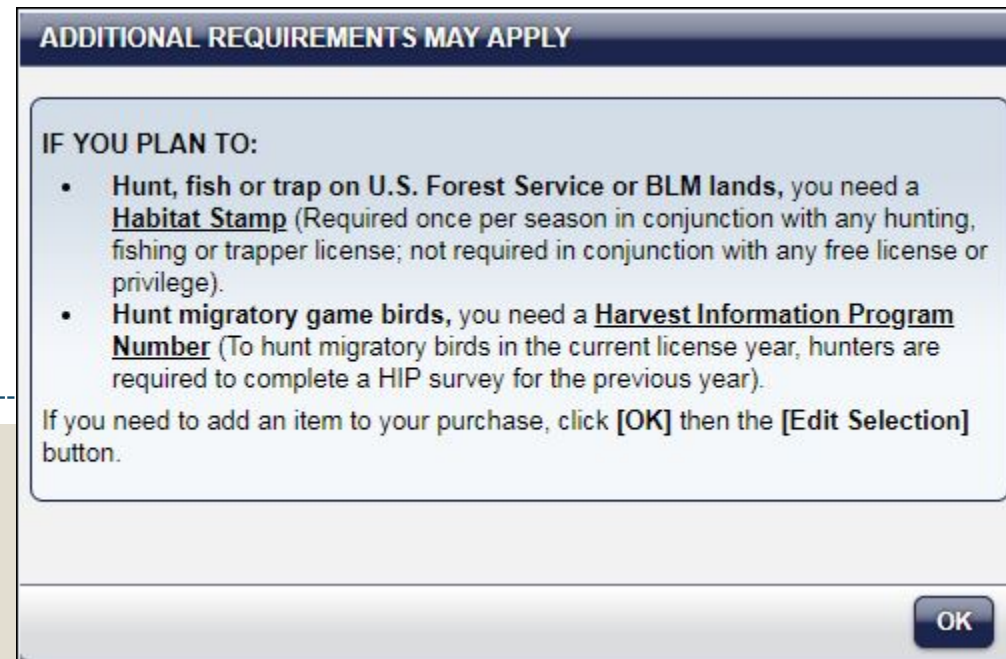 ADDITIONAL REQUIREMENTS MAY APPLY
IF YOU PLAN TO:
• Hunt, fish or trap on U.S. Forest Service or BLM lands, you need a
Habitat Stamp (Required once per season in conjunction with any hunting,
fishing or trapper license; not required in conjunction with any free license or
privilege).
• Hunt migratory game birds, you need a Harvest Information Program
Number (To hunt migratory birds in the current license year, hunters are
required to complete a HIP survey for the previous year).
If you need to add an item to your purchase, click [OK] then the [Edit Selection]
button.
OK